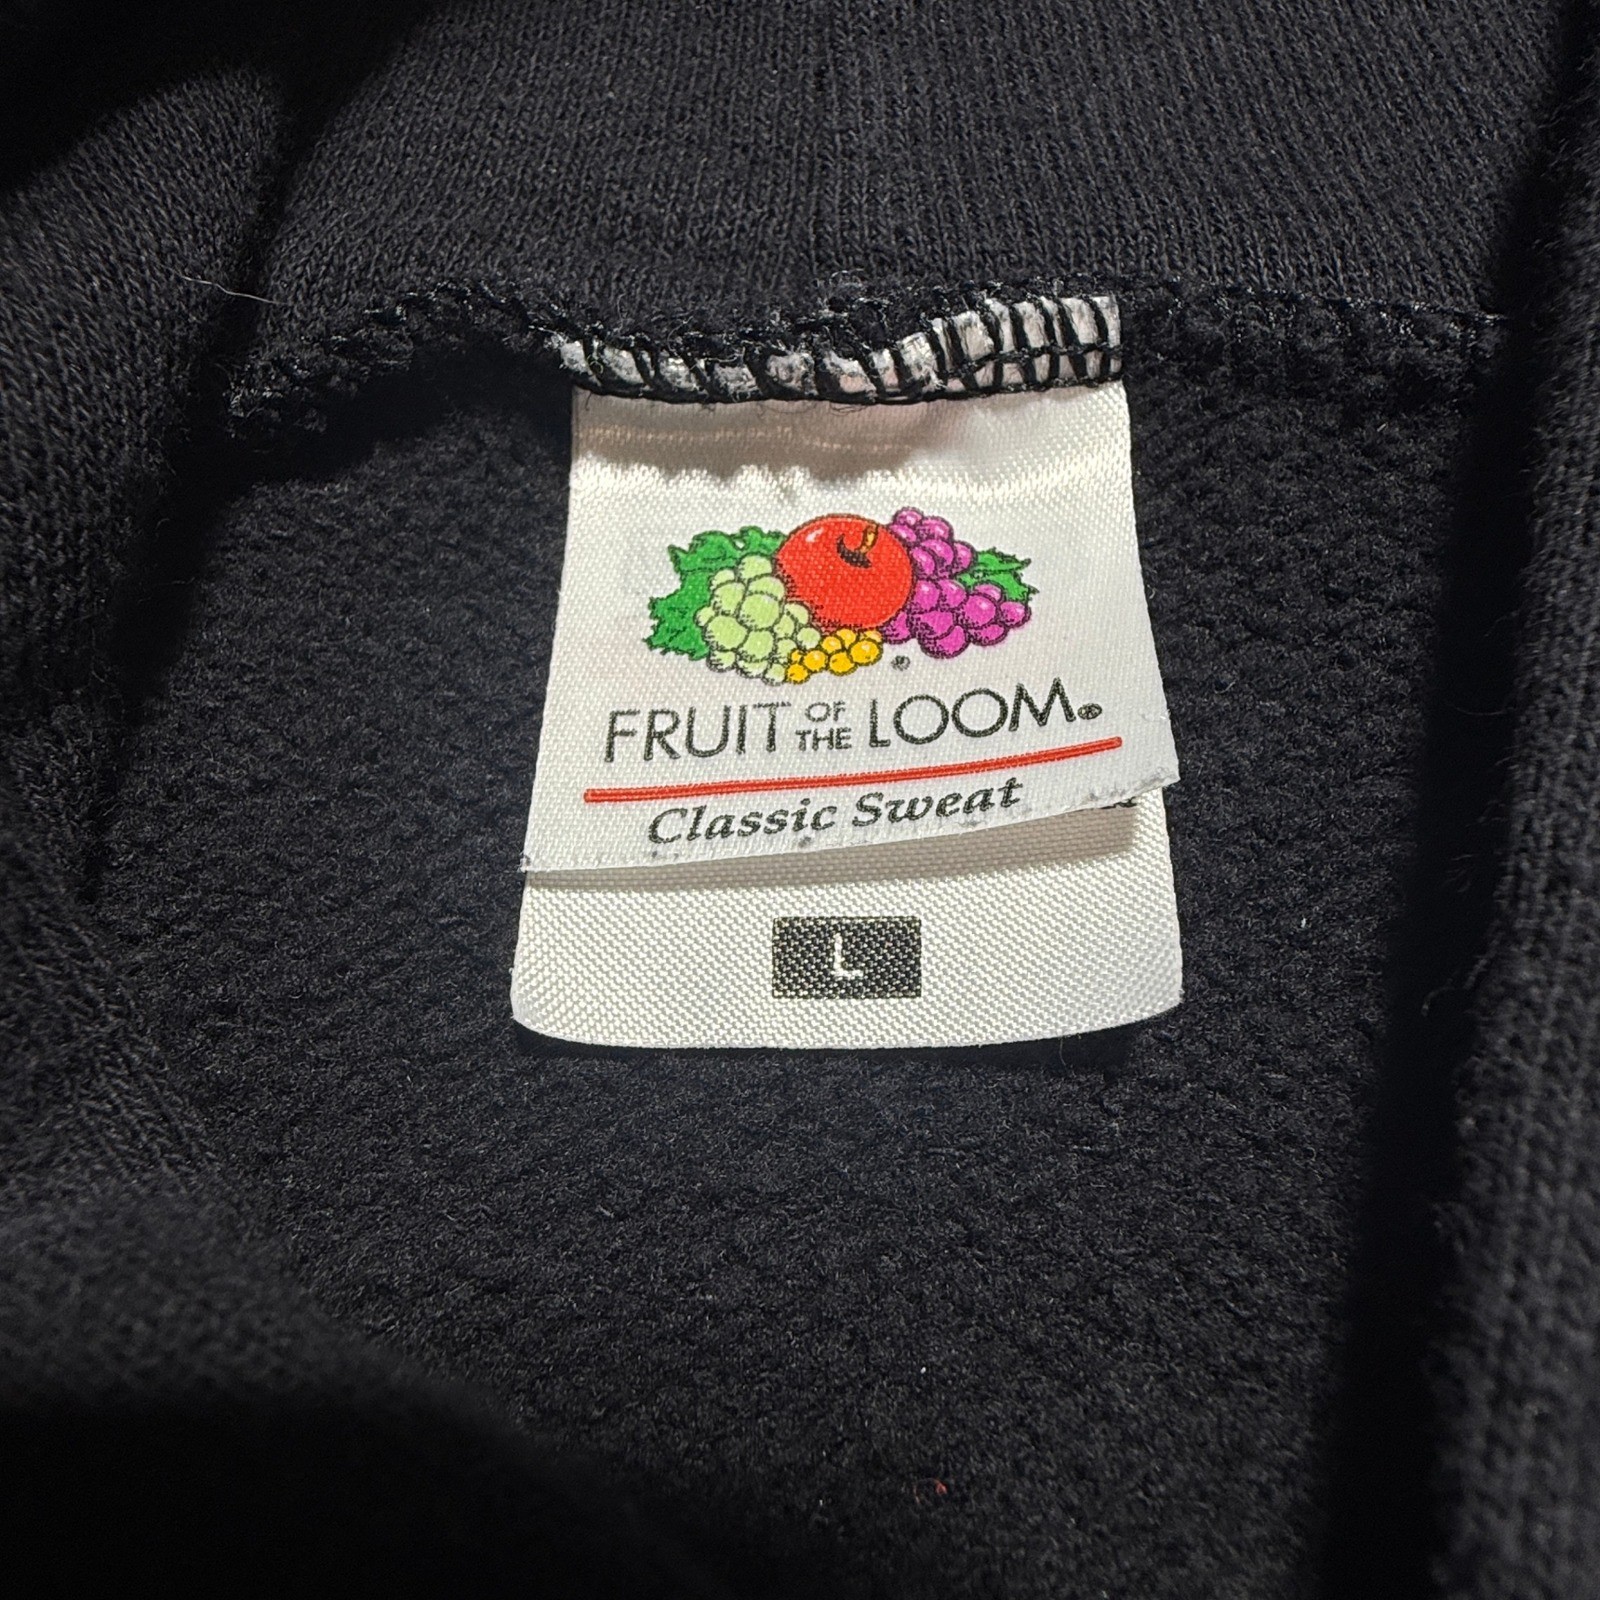 FRUIT OF THE LOOM®
Classic Sweat
L